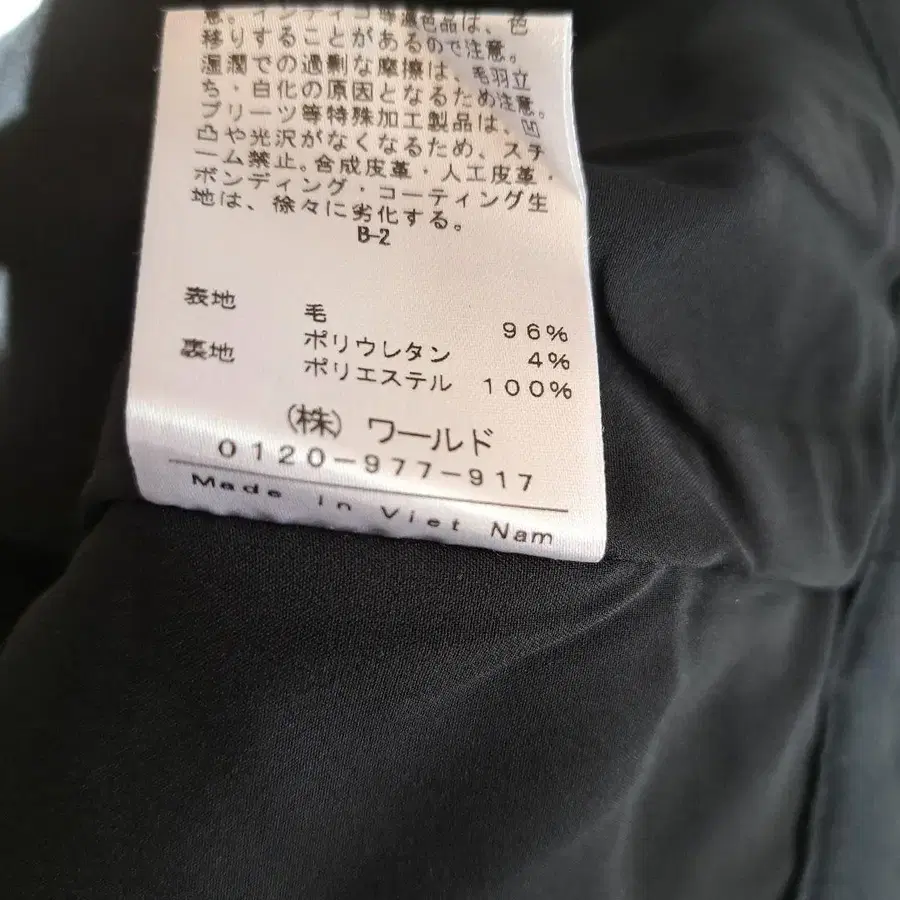 意。インディゴ等濃色品は、色
移りすることがあるので注意。
湿潤での過剰な摩擦は、毛羽立
ち・白化の原因となるため注意。
プリーツ等特殊加工製品は、凹
凸や光沢がなくなるため、スチ
ーム禁止。合成皮革・人工皮革・
ボンディング・コーティング生
地は、徐々に劣化する。
B-2
表地 毛 96%
ポリウレタン 4%
裏地 ポリエステル 100%
(株) ワールド
0120-977-917
Made in Viet Nam